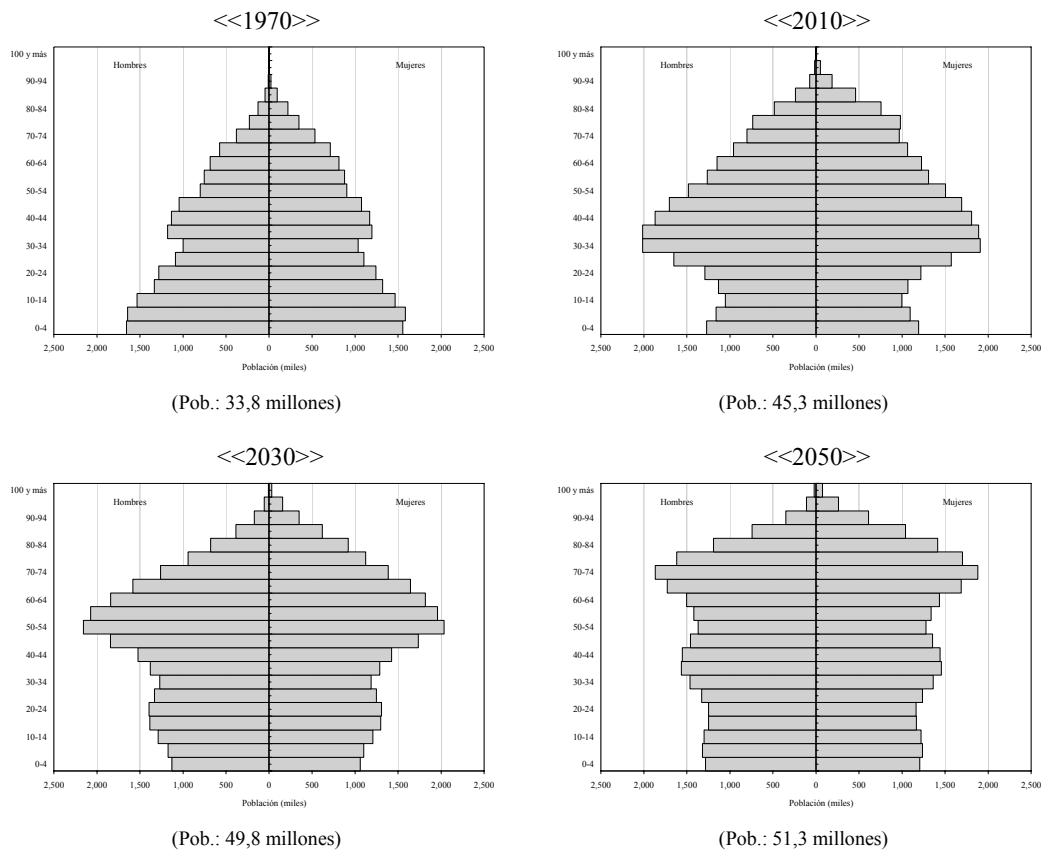 <<1970>>
100 y más
90-94
80-84
70-74
60-64
50-54
40-44
30-34
20-24
10-14
0-4
Hombres
Mujeres
2,500 2,000 1,500 1,000 500 0 500 1,000 1,500 2,000 2,500
Población (miles)
(Pob.: 33,8 millones)
<<2010>>
100 y más
90-94
80-84
70-74
60-64
50-54
40-44
30-34
20-24
10-14
0-4
Hombres
Mujeres
2,500 2,000 1,500 1,000 500 0 500 1,000 1,500 2,000 2,500
Población (miles)
(Pob.: 45,3 millones)
<<2030>>
100 y más
90-94
80-84
70-74
60-64
50-54
40-44
30-34
20-24
10-14
0-4
Hombres
Mujeres
2,500 2,000 1,500 1,000 500 0 500 1,000 1,500 2,000 2,500
Población (miles)
(Pob.: 49,8 millones)
<<2050>>
100 y más
90-94
80-84
70-74
60-64
50-54
40-44
30-34
20-24
10-14
0-4
Hombres
Mujeres
2,500 2,000 1,500 1,000 500 0 500 1,000 1,500 2,000 2,500
Población (miles)
(Pob.: 51,3 millones)